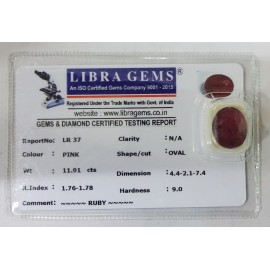 LIBRA GEMS ®
An ISO Certified Gems Company 9001 - 2015
Registered Under the Trade Marks with Govt. of India
website : www.libragems.co.in
GEMS & DIAMOND CERTIFIED TESTING REPORT
ReportNo: LR 37 Clarity: N/A
Colour PINK Shape/cut : OVAL
Wt : 11.91 cts Dimension : 4.4-2.1-7.4
R.Index : 1.76-1.78 Hardness : 9.0
Comment : ~~~~~ RUBY ~~~~~